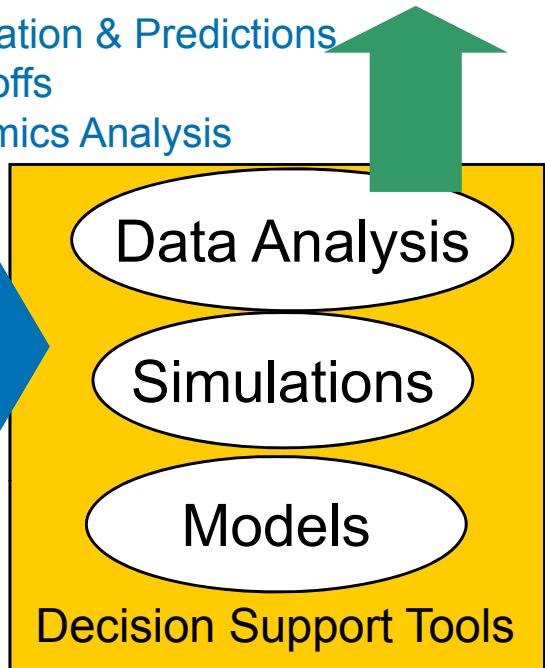 ation & Predictions
offs
mics Analysis
Data Analysis
Simulations
Models
Decision Support Tools